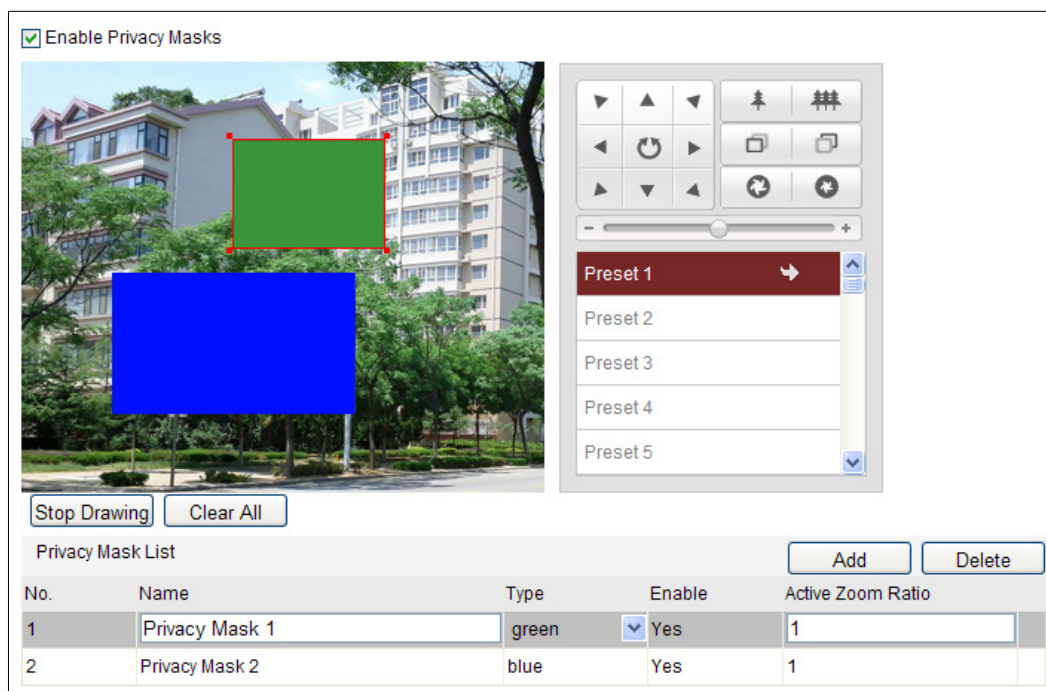 Enable Privacy Masks
Preset 1
Preset 2
Preset 3
Preset 4
Preset 5
Stop Drawing Clear All
Privacy Mask List Add Delete
No. Name Type Enable Active Zoom Ratio
1 Privacy Mask 1 green Yes 1
2 Privacy Mask 2 blue Yes 1